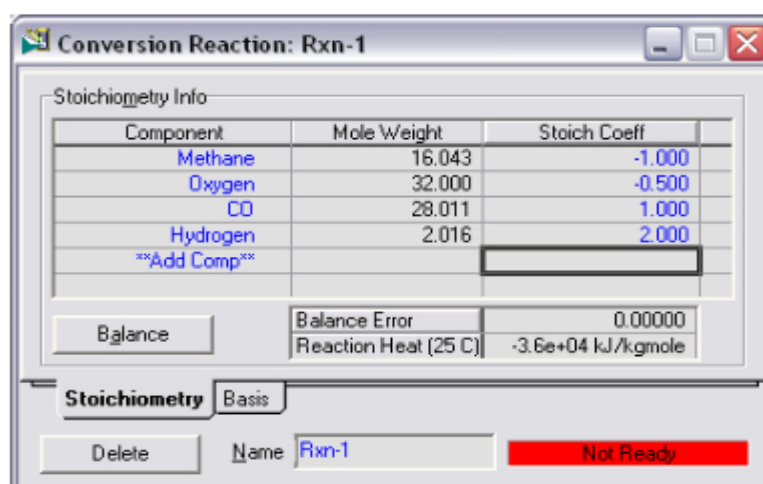 Conversion Reaction: Rxn-1
Stoichiometry Info
Component Mole Weight Stoich Coeff
Methane 16.043 -1.000
Oxygen 32.000 -0.500
CO 28.011 1.000
Hydrogen 2.016 2.000
**Add Comp**
Balance Balance Error 0.00000
Reaction Heat (25 C) -3.6e+04 kJ/kgmole
Stoichiometry Basis
Delete Name Rxn-1 Not Ready